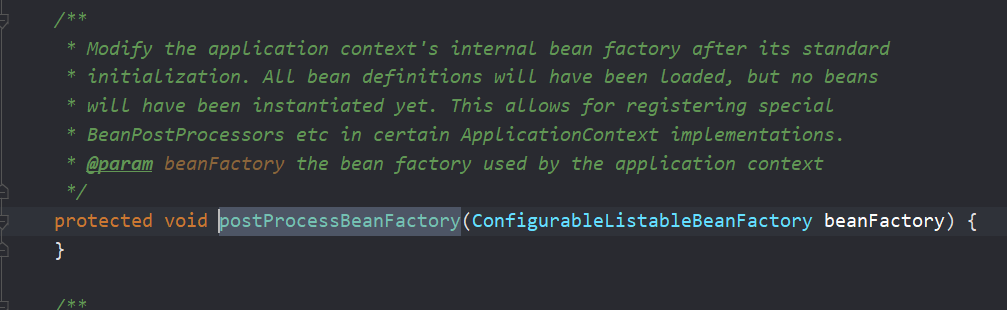 /**
* Modify the application context's internal bean factory after its standard
* initialization. All bean definitions will have been loaded, but no beans
* will have been instantiated yet. This allows for registering special
* BeanPostProcessors etc in certain ApplicationContext implementations.
* @param beanFactory the bean factory used by the application context
*/
protected void postProcessBeanFactory(ConfigurableListableBeanFactory beanFactory) {
}
/**